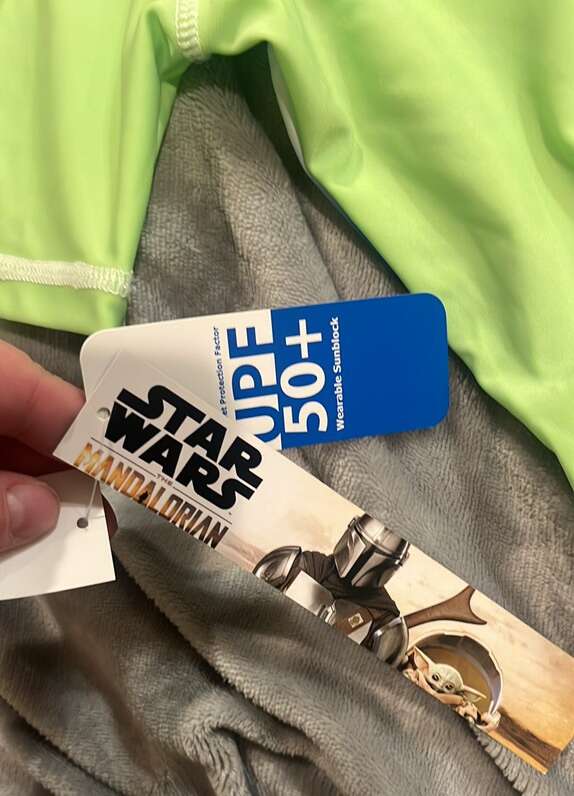 et Protection Factor
UPF
50+
Wearable Sunblock
STAR
WARS
THE
MANDALORIAN